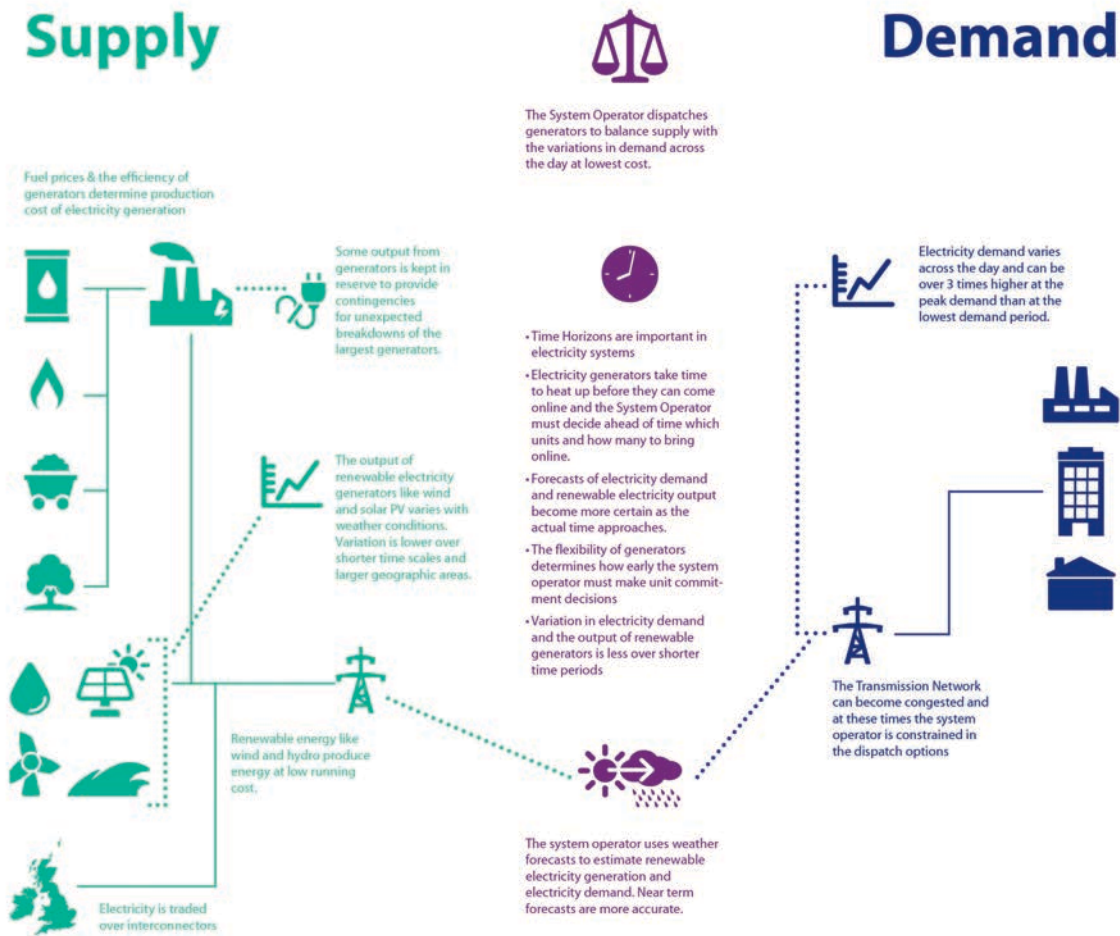 Supply
Fuel prices & the efficiency of
generators determine production
cost of electricity generation
Some output from
generators is kept in
reserve to provide
contingencies
for unexpected
breakdowns of the
largest generators.
The output of
renewable electricity
generators like wind
and solar PV varies with
weather conditions.
Variation is lower over
shorter time scales and
larger geographic areas.
Renewable energy like
wind and hydro produce
energy at low running
cost.
Electricity is traded
over interconnectors
The System Operator dispatches
generators to balance supply with
the variations in demand across
the day at lowest cost.
• Time Horizons are important in
electricity systems
• Electricity generators take time
to heat up before they can come
online and the System Operator
must decide ahead of time which
units and how many to bring
online.
• Forecasts of electricity demand
and renewable electricity output
become more certain as the
actual time approaches.
• The flexibility of generators
determines how early the system
operator must make unit commit-
ment decisions
• Variation in electricity demand
and the output of renewable
generators is less over shorter
time periods
The system operator uses weather
forecasts to estimate renewable
electricity generation and
electricity demand. Near term
forecasts are more accurate.
Demand
Electricity demand varies
across the day and can be
over 3 times higher at the
peak demand than at the
lowest demand period.
The Transmission Network
can become congested and
at these times the system
operator is constrained in
the dispatch options